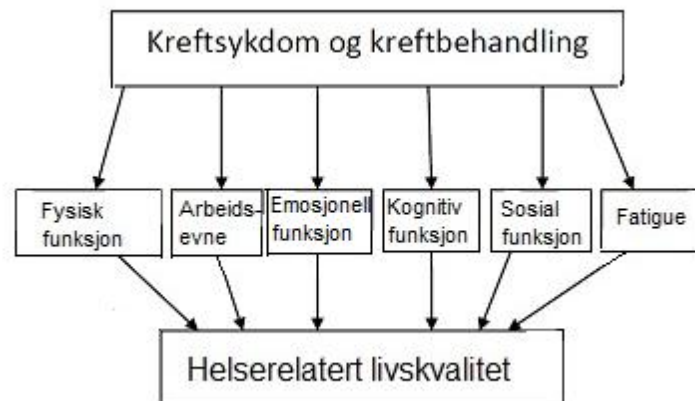 Kreftsykdom og kreftbehandling
Fysisk
funksjon
Arbeids-
evne
Emosjonell
funksjon
Kognitiv
funksjon
Sosial
funksjon
Fatigue
Helserelatert livskvalitet